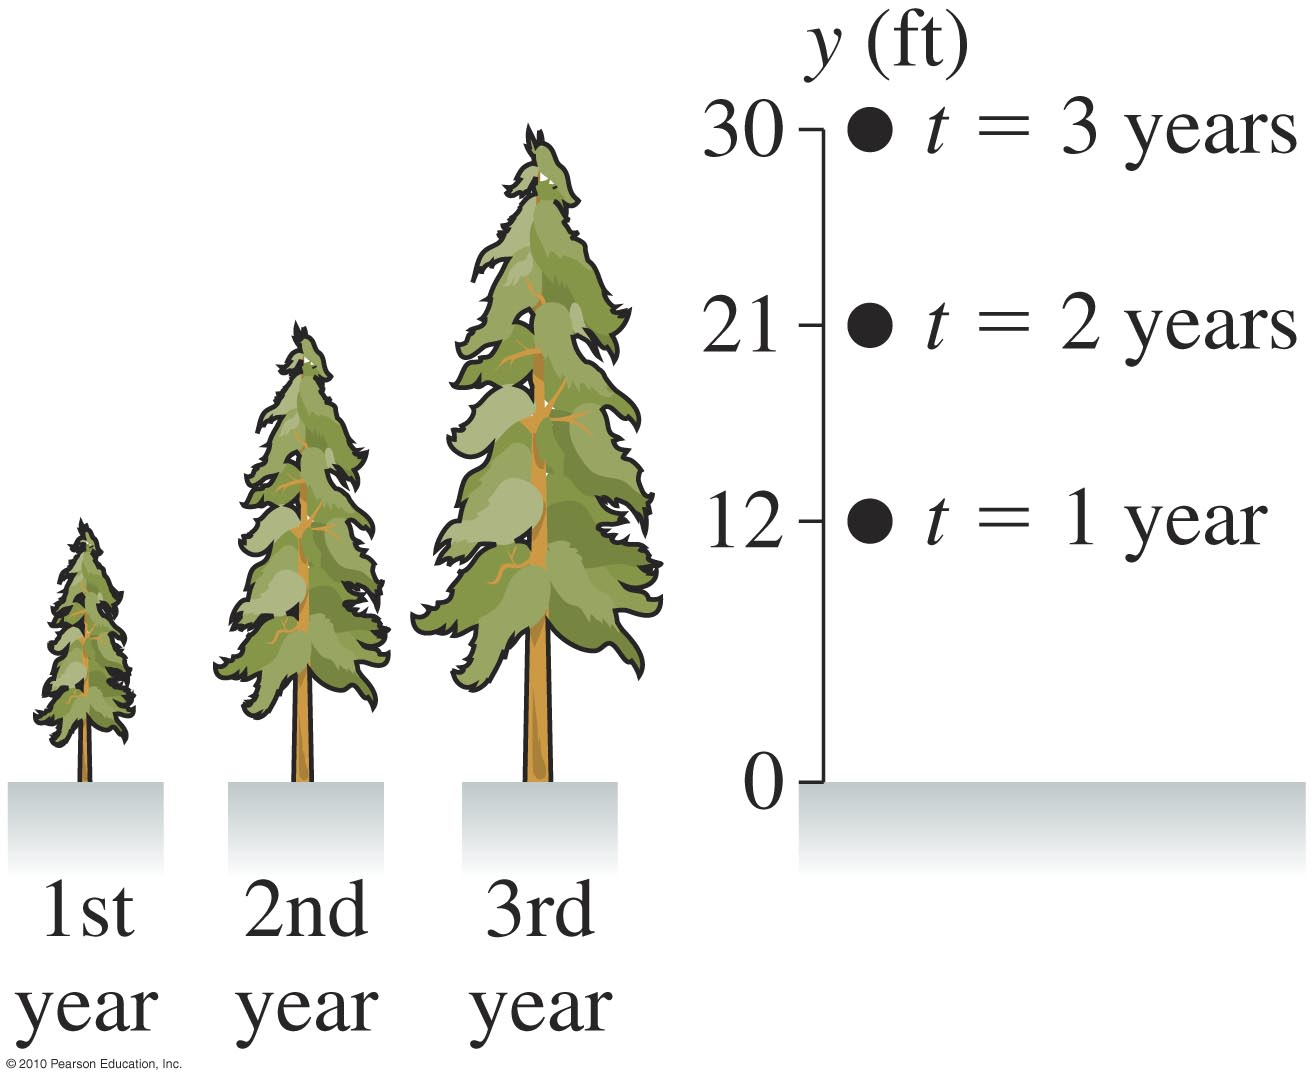 y (ft)
30 t = 3 years
21 t = 2 years
12 t = 1 year
0
1st year
2nd year
3rd year
© 2010 Pearson Education, Inc.